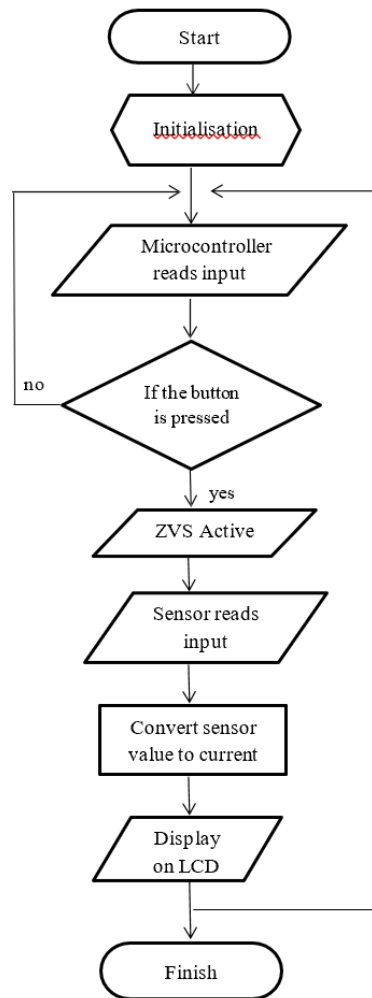 Start
Initialisation
Microcontroller
reads input
If the button
is pressed
no
yes
ZVS Active
Sensor reads
input
Convert sensor
value to current
Display
on LCD
Finish